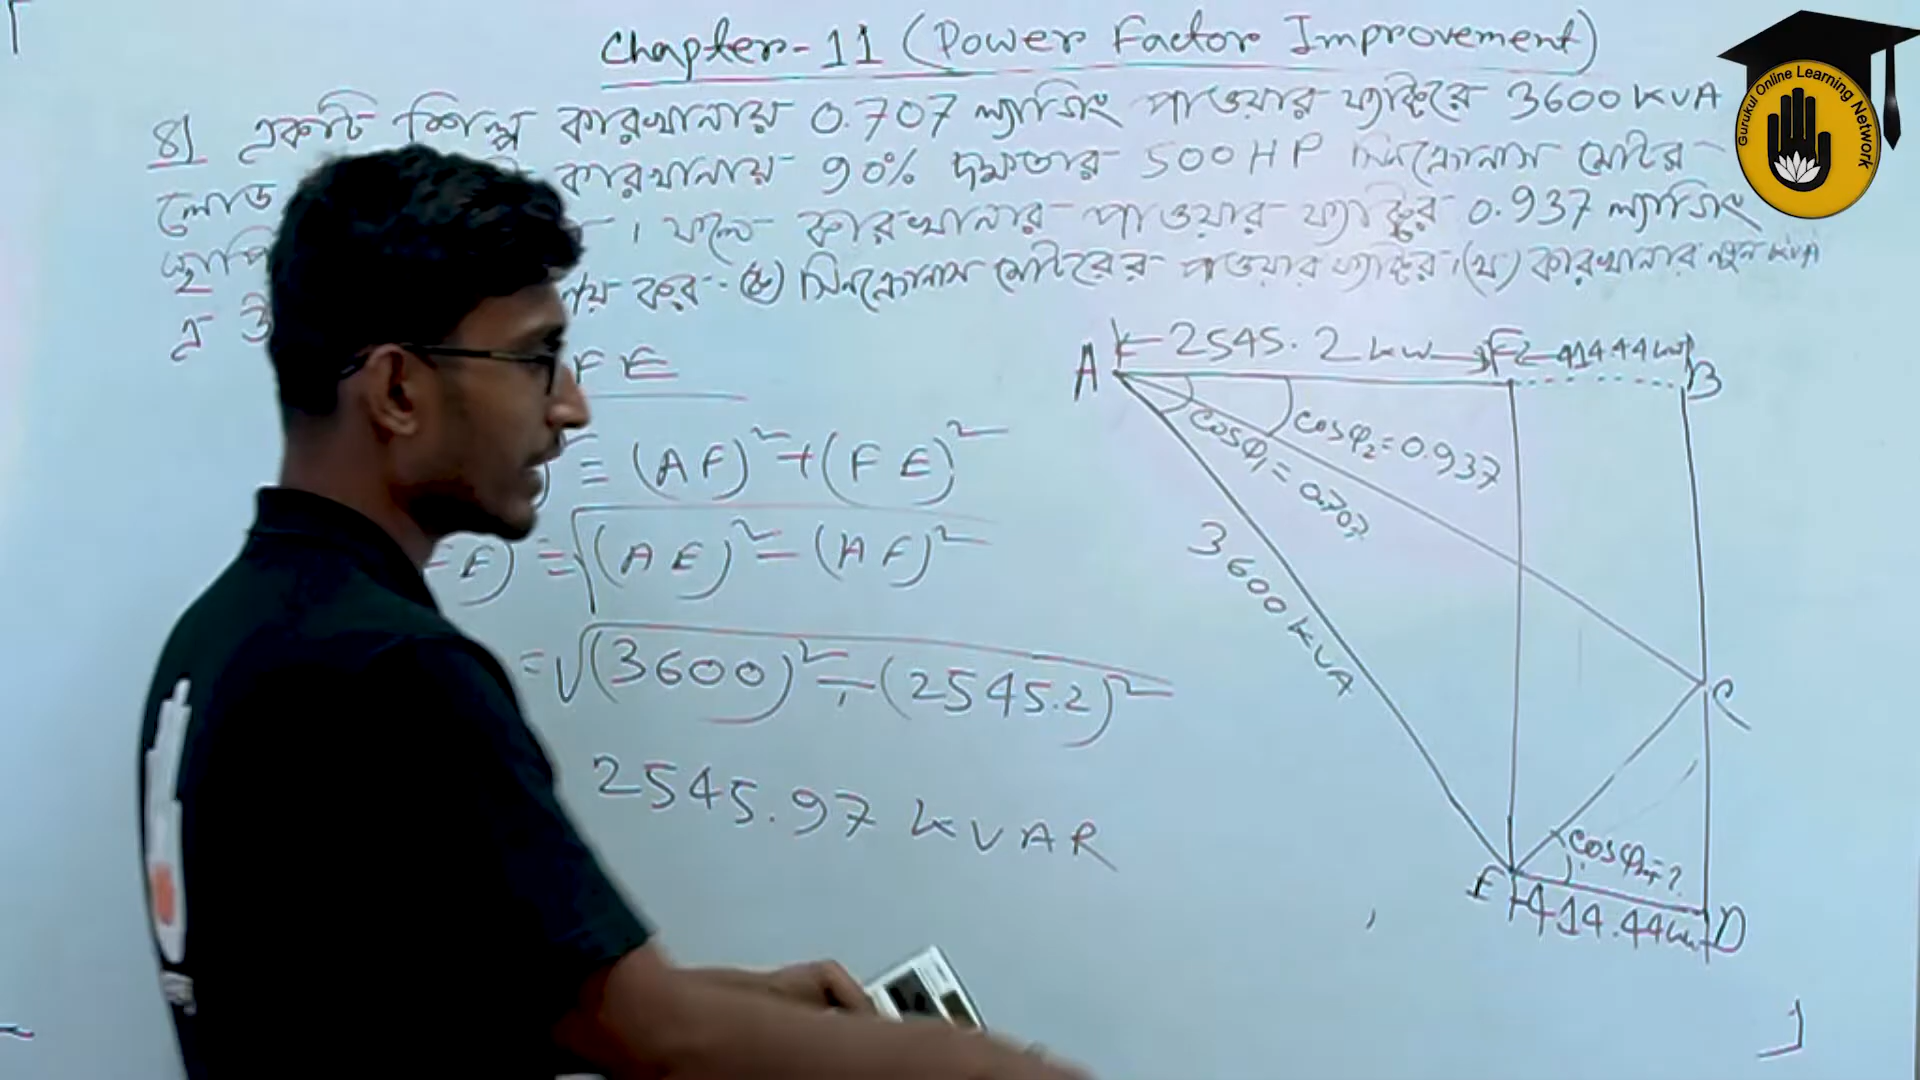 Chapter-11 (Power Factor Improvement)
৪) একটি শিল্প কারখানায় 0.707 ল্যাগিং পাওয়ার ফ্যাক্টরে 3600 KVA
লোড কারখানায় 90% দক্ষতার 500 HP সিনক্রোনাস মোটর
স্থাপি । ফলে কারখানার পাওয়ার ফ্যাক্টর 0.937 ল্যাগিং
এ উ নয় কর। (ক) সিনক্রোনাস মোটরের পাওয়ার ফ্যাক্টর। (খ) কারখানার নতুন KVA
FE
= (AF)² + (FE)²
E) = √(AE)² - (AF)²
= √(3600)² - (2545.2)²
2545.97 KVAR
A 2545.2 kw F 414.44 kw B
cosφ₂ = 0.937
cosφ₁ = 0.707
3600 KVA
C
cosφm = ?
E 414.44 kw D
Gurukul Online Learning Network